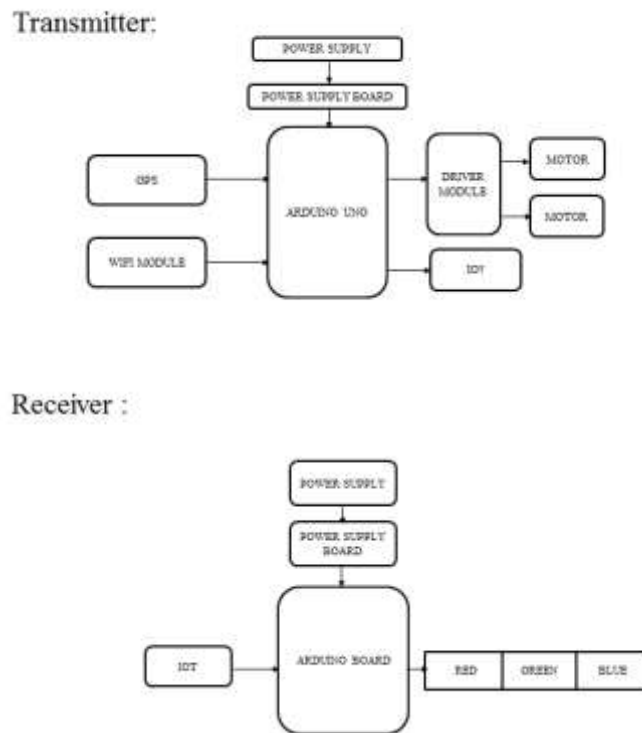 Transmitter:
POWER SUPPLY
POWER SUPPLY BOARD
GPS
ARDUINO UNO
DRIVER
MODULE
MOTOR
MOTOR
WIFI MODULE
IOT
Receiver :
POWER SUPPLY
POWER SUPPLY
BOARD
IOT
ARDUINO BOARD
RED
GREEN
BLUE